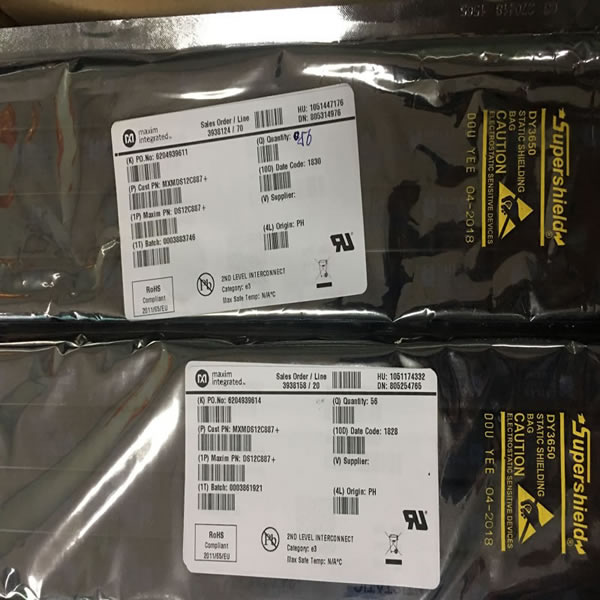 maxim
integrated™
Sales Order / Line
3938124 / 70
HU: 1051447176
DN: 805314976
(K) PO.No: 6204939611
(Q) Quantity: 56
(P) Cust PN: MXMDS12C887+
(10D) Date Code: 1830
(1P) Maxim PN: DS12C887+
(V) Supplier:
(1T) Batch: 0003883746
(4L) Origin: PH
RoHS
Compliant
2011/65/EU
Pb
2ND LEVEL INTERCONNECT
Category: e3
Max Safe Temp: N/A°C
Supershield®
DY3650
STATIC SHIELDING
BAG
CAUTION
ELECTROSTATIC SENSITIVE DEVICES
DOU YEE 04-2018
maxim
integrated™
Sales Order / Line
3938158 / 20
HU: 1051174332
DN: 805254765
(K) PO.No: 6204939614
(Q) Quantity: 56
(P) Cust PN: MXMDS12C887+
(10D) Date Code: 1828
(1P) Maxim PN: DS12C887+
(V) Supplier:
(1T) Batch: 0003861921
(4L) Origin: PH
RoHS
Compliant
2011/65/EU
Pb
2ND LEVEL INTERCONNECT
Category: e3
Max Safe Temp: N/A°C
Supershield®
DY3650
STATIC SHIELDING
BAG
CAUTION
ELECTROSTATIC SENSITIVE DEVICES
DOU YEE 04-2018